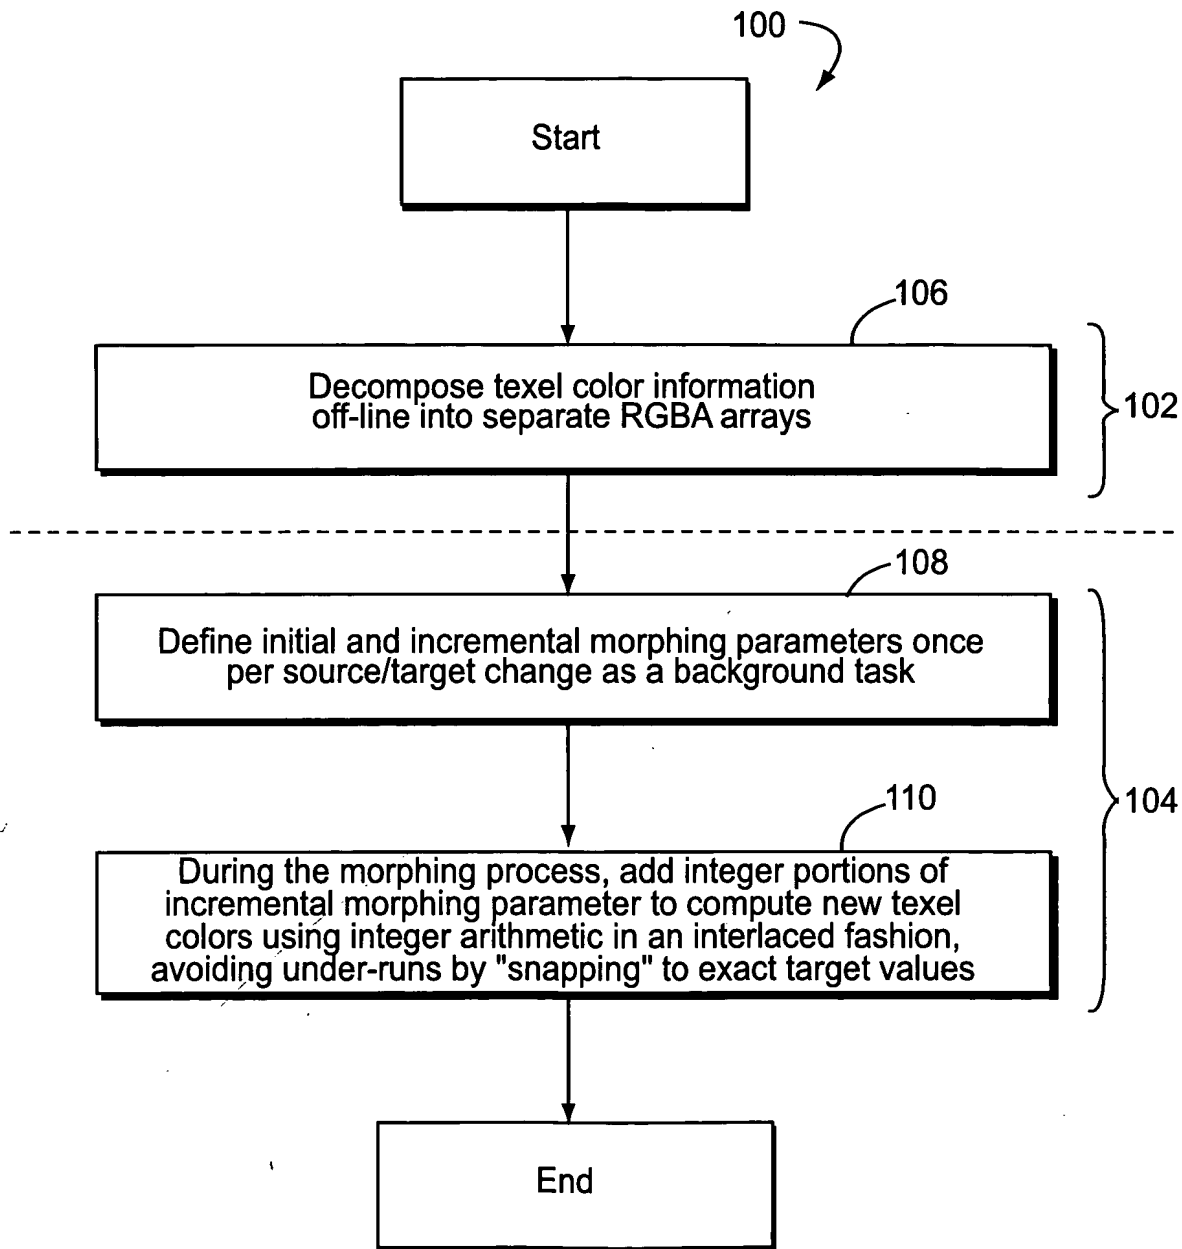 100
Start
106
Decompose texel color information
off-line into separate RGBA arrays
102
108
Define initial and incremental morphing parameters once
per source/target change as a background task
110
During the morphing process, add integer portions of
incremental morphing parameter to compute new texel
colors using integer arithmetic in an interlaced fashion,
avoiding under-runs by "snapping" to exact target values
104
End